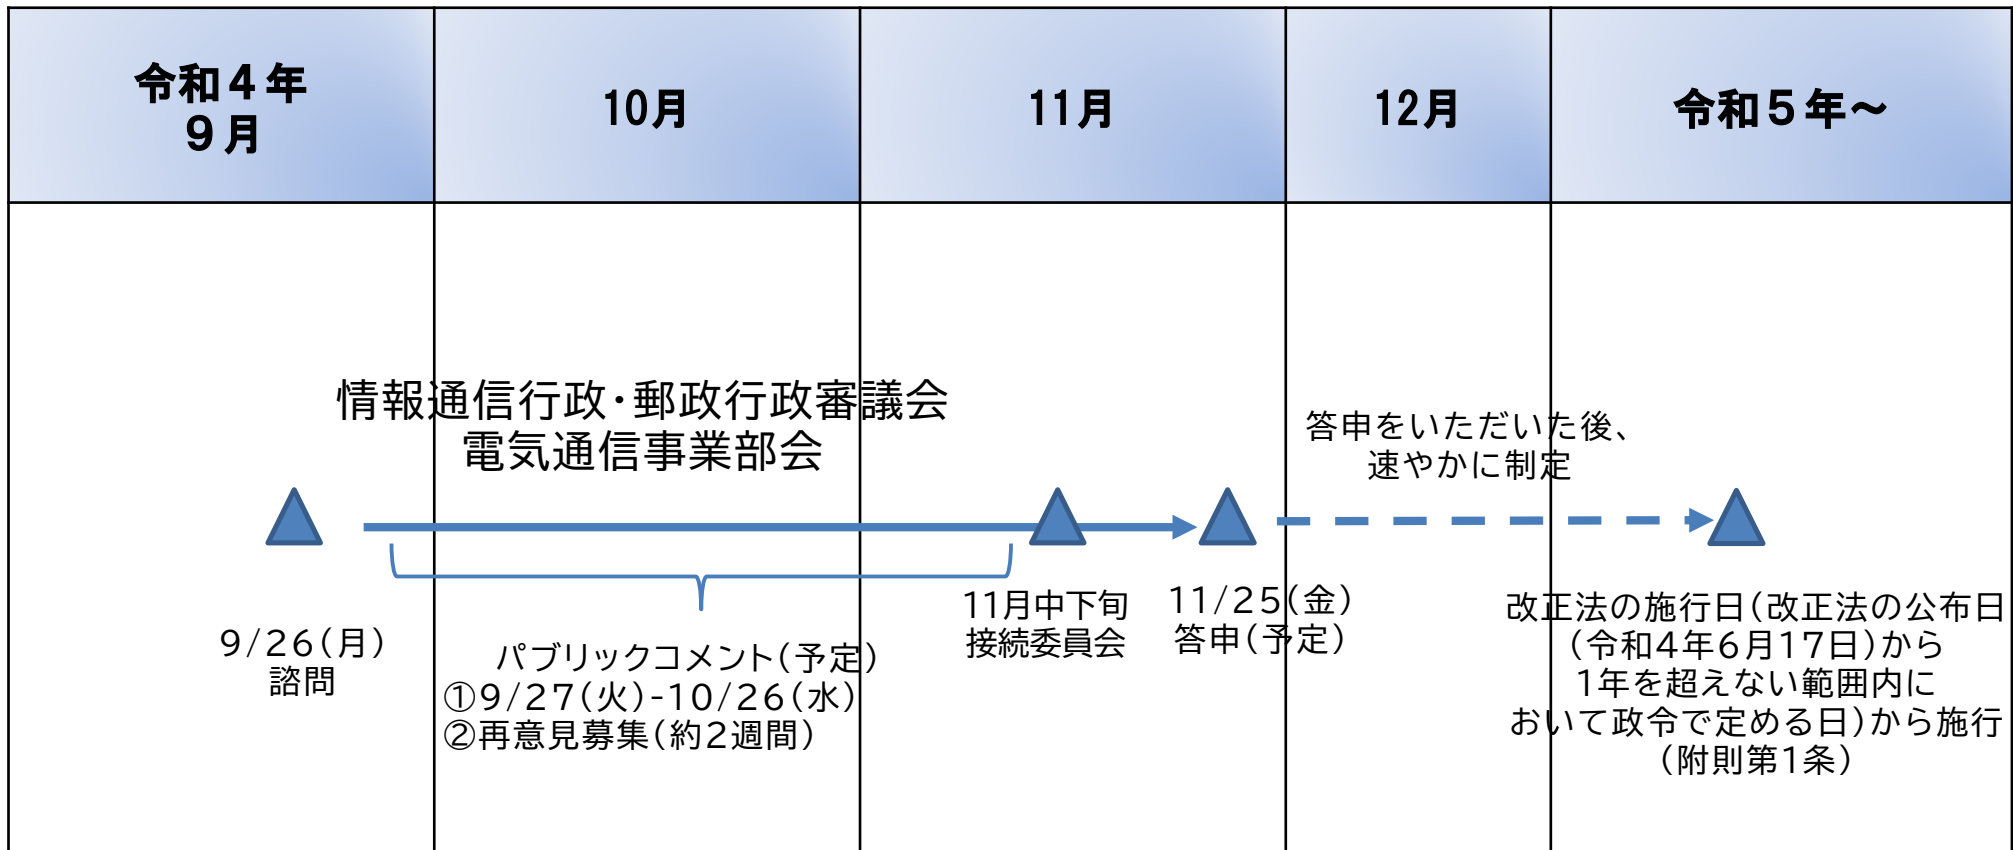 令和４年
９月
10月
11月
12月
令和５年～
情報通信行政・郵政行政審議会
電気通信事業部会
答申をいただいた後、
速やかに制定
9/26(月)
諮問
パブリックコメント(予定)
①9/27(火)-10/26(水)
②再意見募集(約2週間)
11月中下旬
接続委員会
11/25(金)
答申(予定)
改正法の施行日(改正法の公布日
(令和4年6月17日)から
1年を超えない範囲内に
おいて政令で定める日)から施行
(附則第1条)